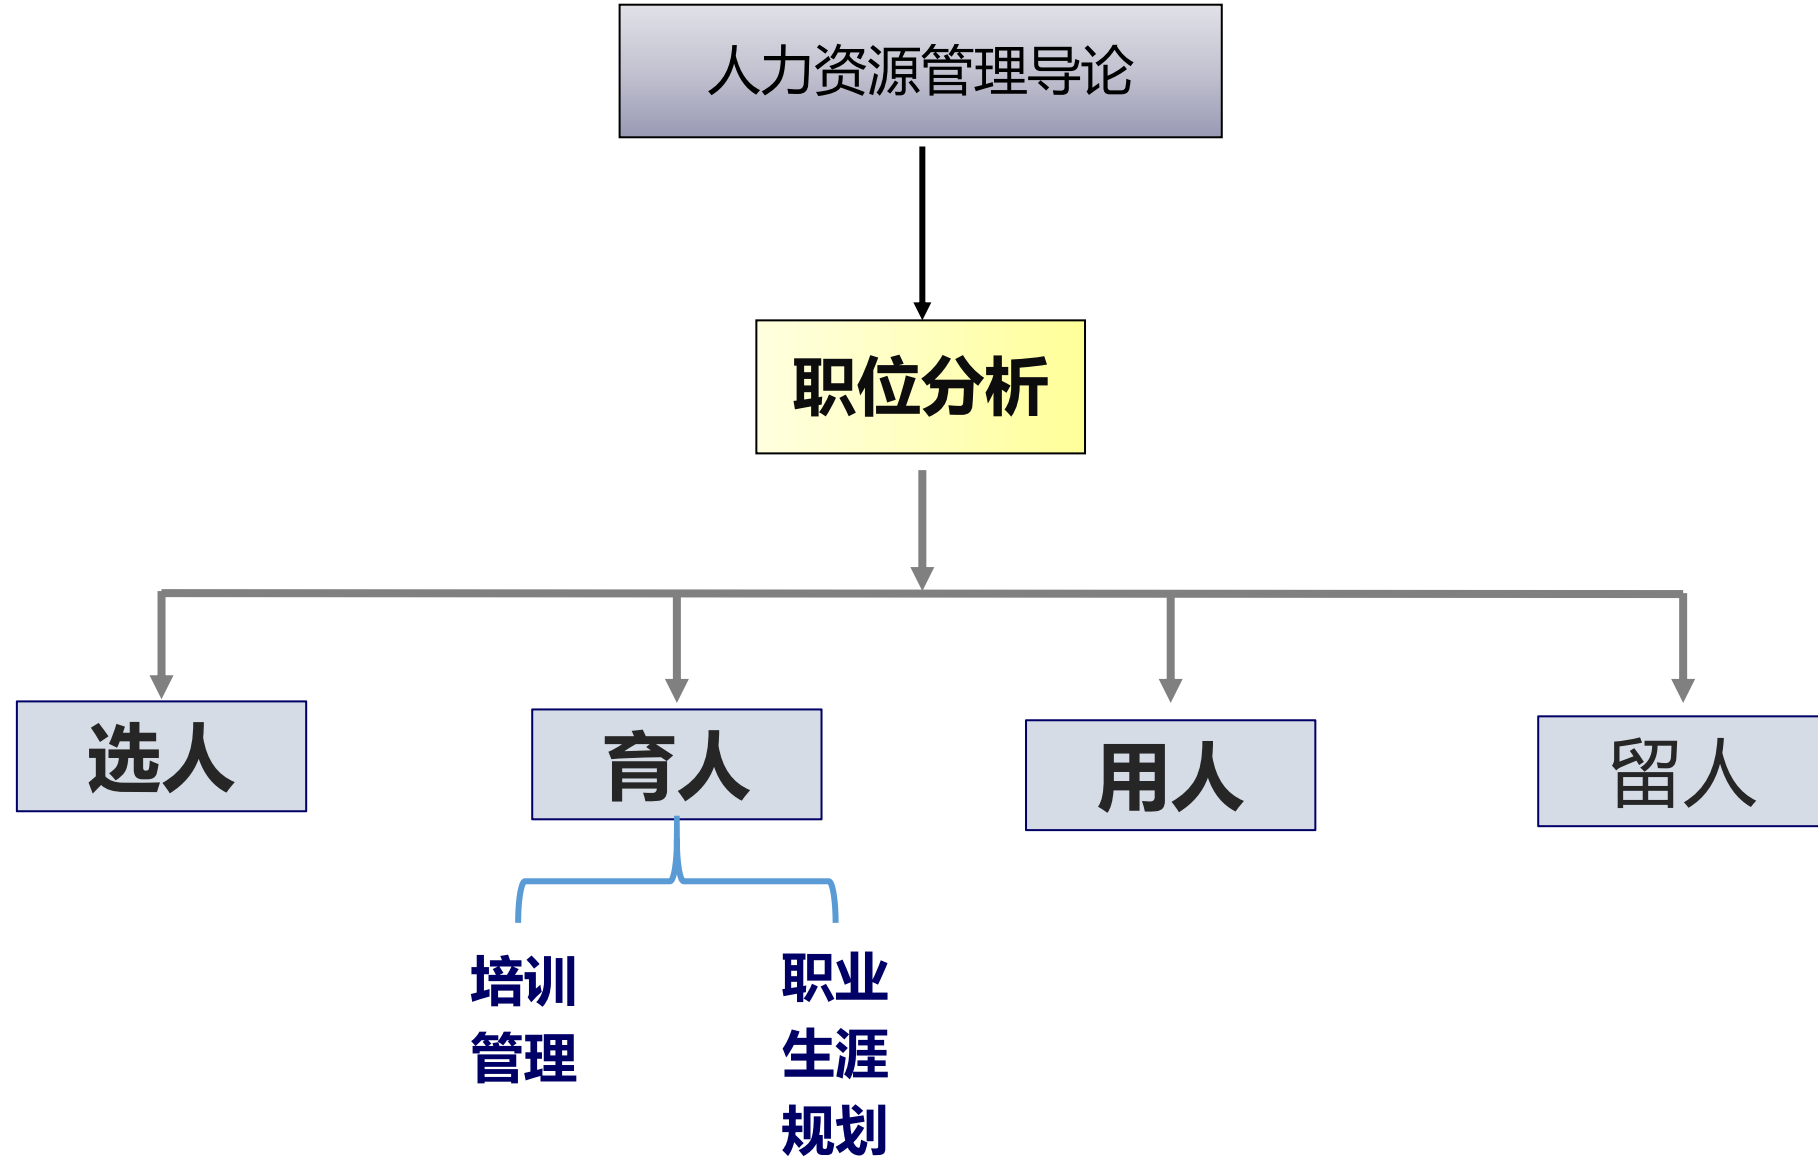 人力资源管理导论
职位分析
选人
育人
用人
留人
培训
管理
职业
生涯
规划